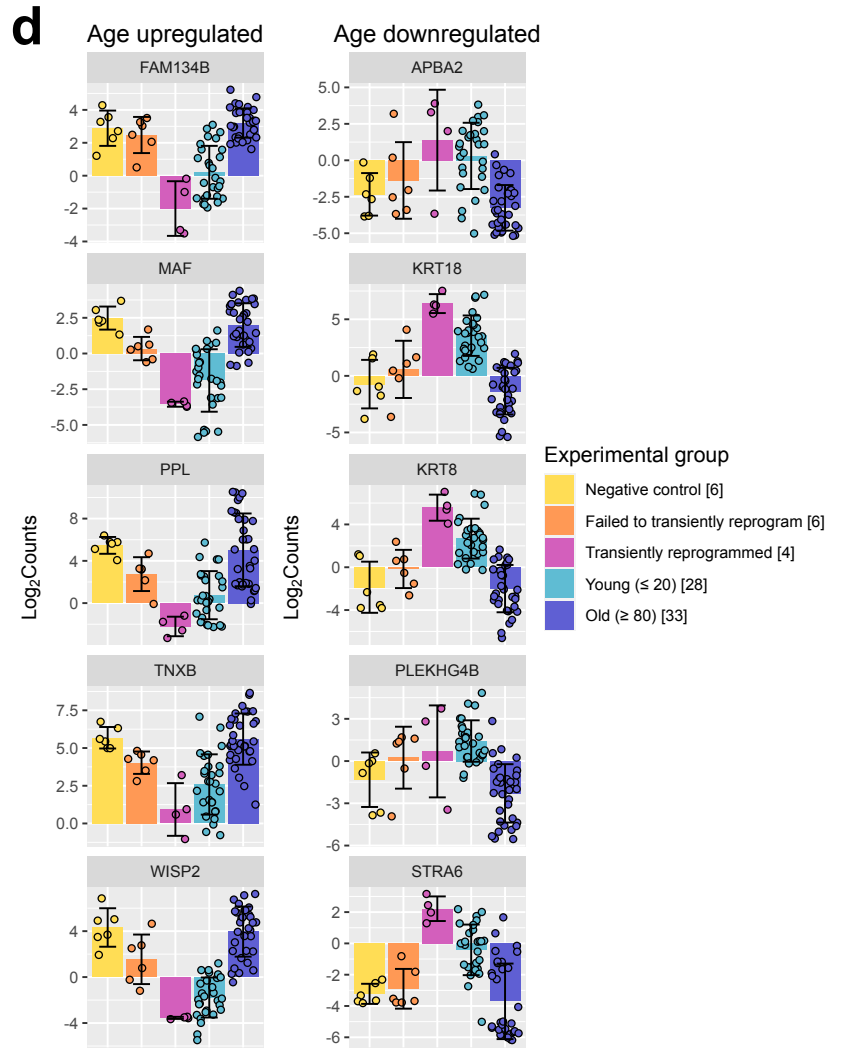 d
Age upregulated
Age downregulated
FAM134B
4
2
0
-2
-4
APBA2
5.0
2.5
0.0
-2.5
-5.0
MAF
2.5
0.0
-2.5
-5.0
KRT18
5
0
-5
PPL
8
4
0
KRT8
4
0
-4
Log2Counts
Log2Counts
TNXB
7.5
5.0
2.5
0.0
PLEKHG4B
3
0
-3
-6
WISP2
4
0
-4
STRA6
2
0
-2
-4
-6
Experimental group
Negative control [6]
Failed to transiently reprogram [6]
Transiently reprogrammed [4]
Young (≤ 20) [28]
Old (≥ 80) [33]